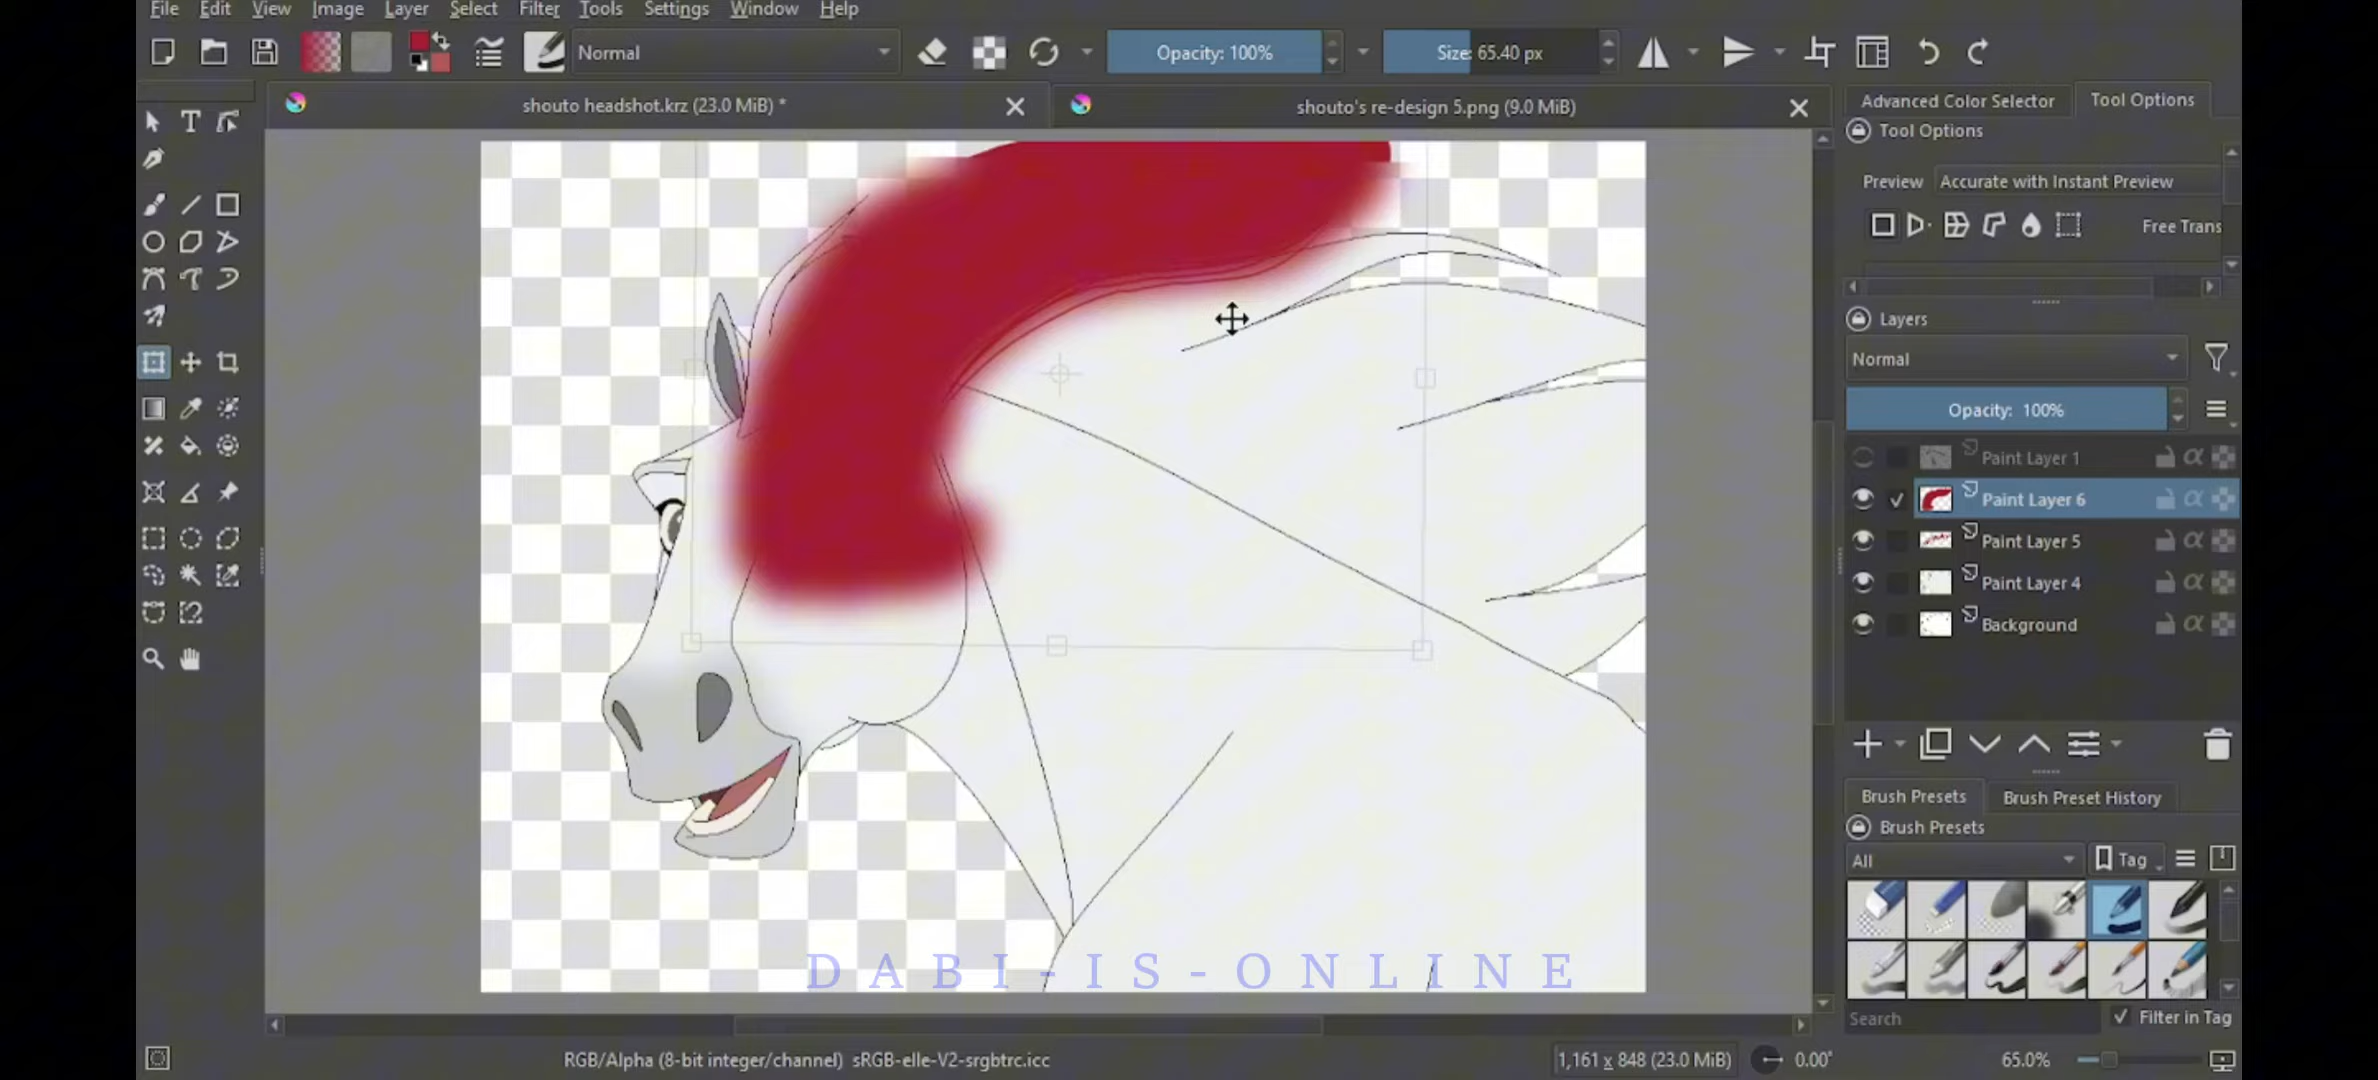 File Edit View Image Layer Select Filter Tools Settings Window Help
Normal Opacity: 100% Size: 65.40 px
shouto headshot.krz (23.0 MiB) * shouto's re-design 5.png (9.0 MiB)
Advanced Color Selector Tool Options
Tool Options
Preview Accurate with Instant Preview
Free Trans
Layers
Normal
Opacity: 100%
Paint Layer 1
Paint Layer 6
Paint Layer 5
Paint Layer 4
Background
Brush Presets Brush Preset History
Brush Presets
All Tag
Search Filter in Tag
DABI-IS-ONLINE
RGB/Alpha (8-bit integer/channel) sRGB-elle-V2-srgbtrc.icc 1,161 x 848 (23.0 MiB) 0.00° 65.0%